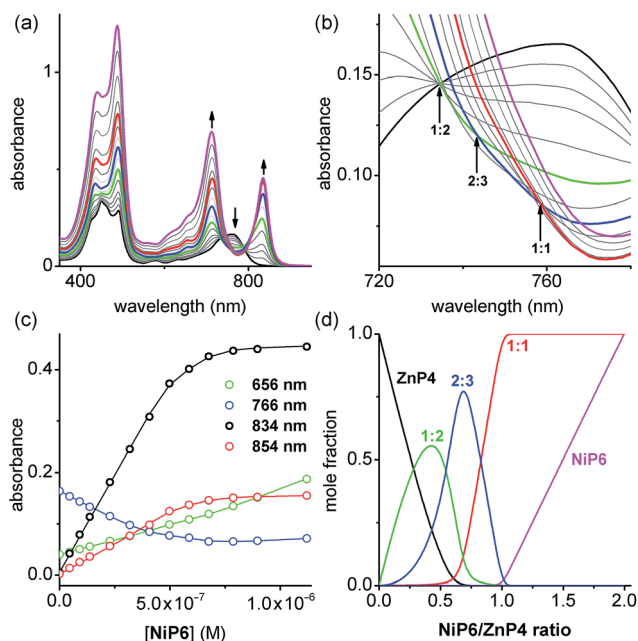 (a)
absorbance
1
0
400
600
800
wavelength (nm)
(b)
absorbance
0.15
0.10
1:2
2:3
1:1
720
740
760
wavelength (nm)
(c)
absorbance
0.4
0.2
0.0
656 nm
766 nm
834 nm
854 nm
0.0
5.0x10⁻⁷
1.0x10⁻⁶
[NiP6] (M)
(d)
mole fraction
1.0
0.5
0.0
ZnP4
1:2
2:3
1:1
NiP6
0.0
0.5
1.0
1.5
2.0
NiP6/ZnP4 ratio